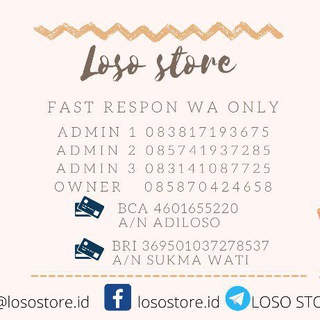 Loso store
FAST RESPON WA ONLY
ADMIN 1 083817193675
ADMIN 2 085741937285
ADMIN 3 083141087725
OWNER 085870424658
BCA 4601655220
A/N ADILOSO
BRI 369501037278537
A/N SUKMA WATI
@losostore.id losostore.id LOSO STO